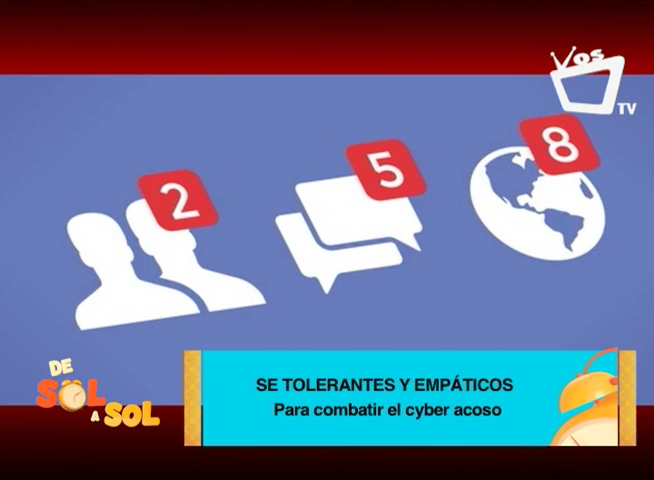 VOS
TV
2
5
8
DE
SOL
A SOL
SE TOLERANTES Y EMPÁTICOS
Para combatir el cyber acoso